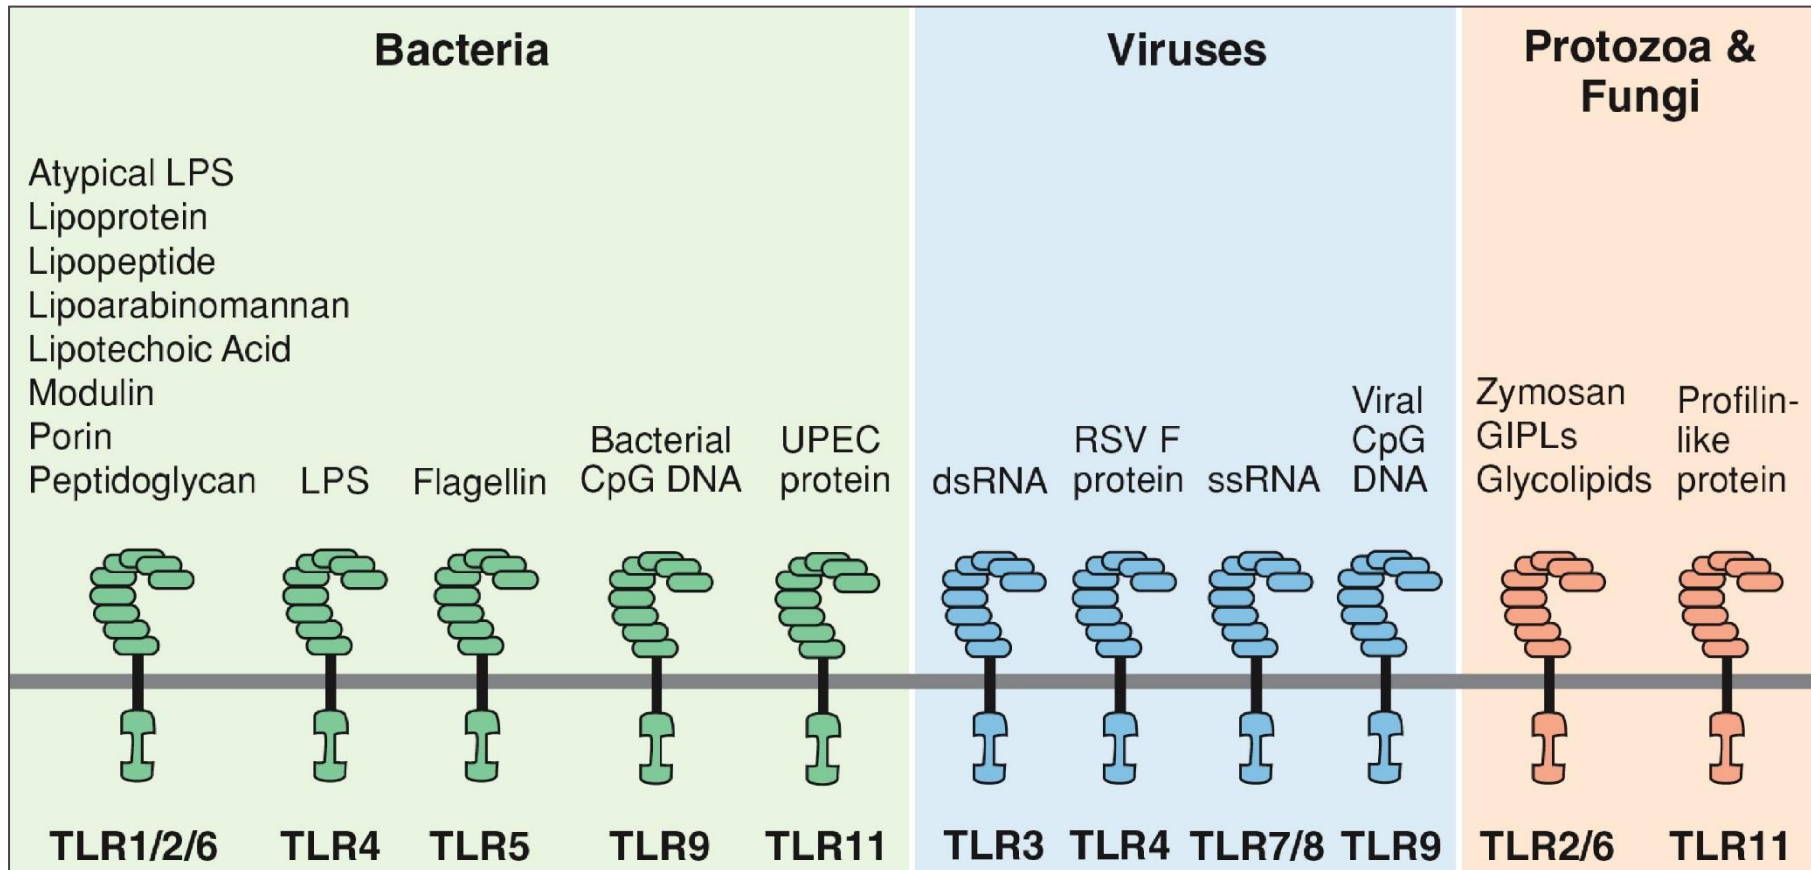 Bacteria
Atypical LPS
Lipoprotein
Lipopeptide
Lipoarabinomannan
Lipotechoic Acid
Modulin
Porin
Peptidoglycan
LPS
Flagellin
Bacterial
CpG DNA
UPEC
protein
TLR1/2/6
TLR4
TLR5
TLR9
TLR11
Viruses
dsRNA
RSV F
protein
ssRNA
Viral
CpG
DNA
TLR3
TLR4
TLR7/8
TLR9
Protozoa &
Fungi
Zymosan
GIPLs
Glycolipids
Profilin-
like
protein
TLR2/6
TLR11